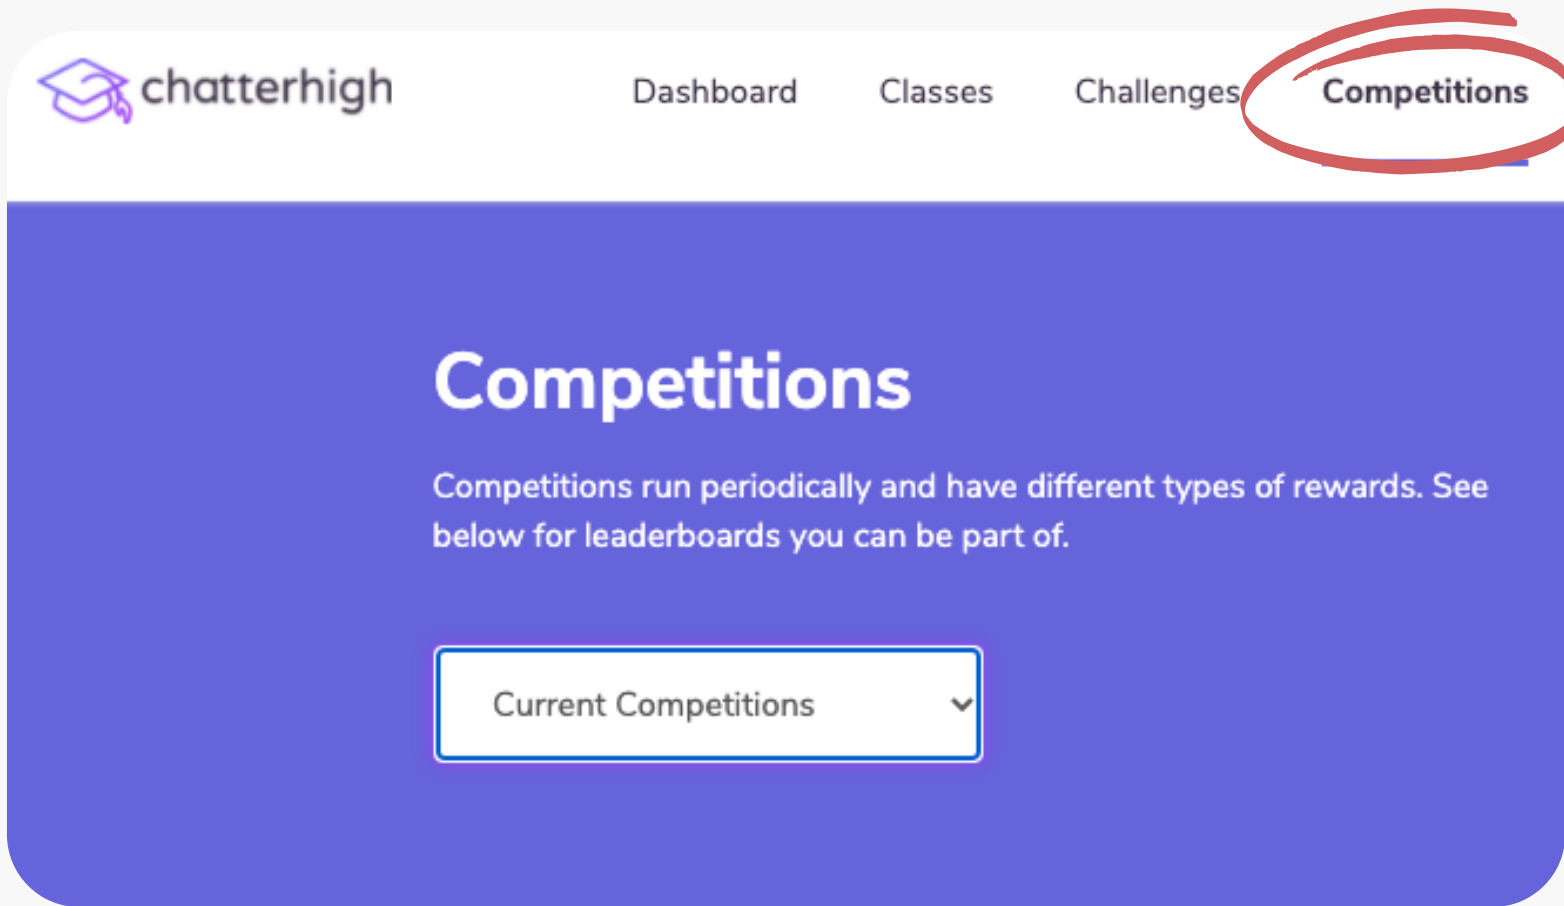 chatterhigh Dashboard Classes Challenges Competitions
Competitions
Competitions run periodically and have different types of rewards. See
below for leaderboards you can be part of.
Current Competitions